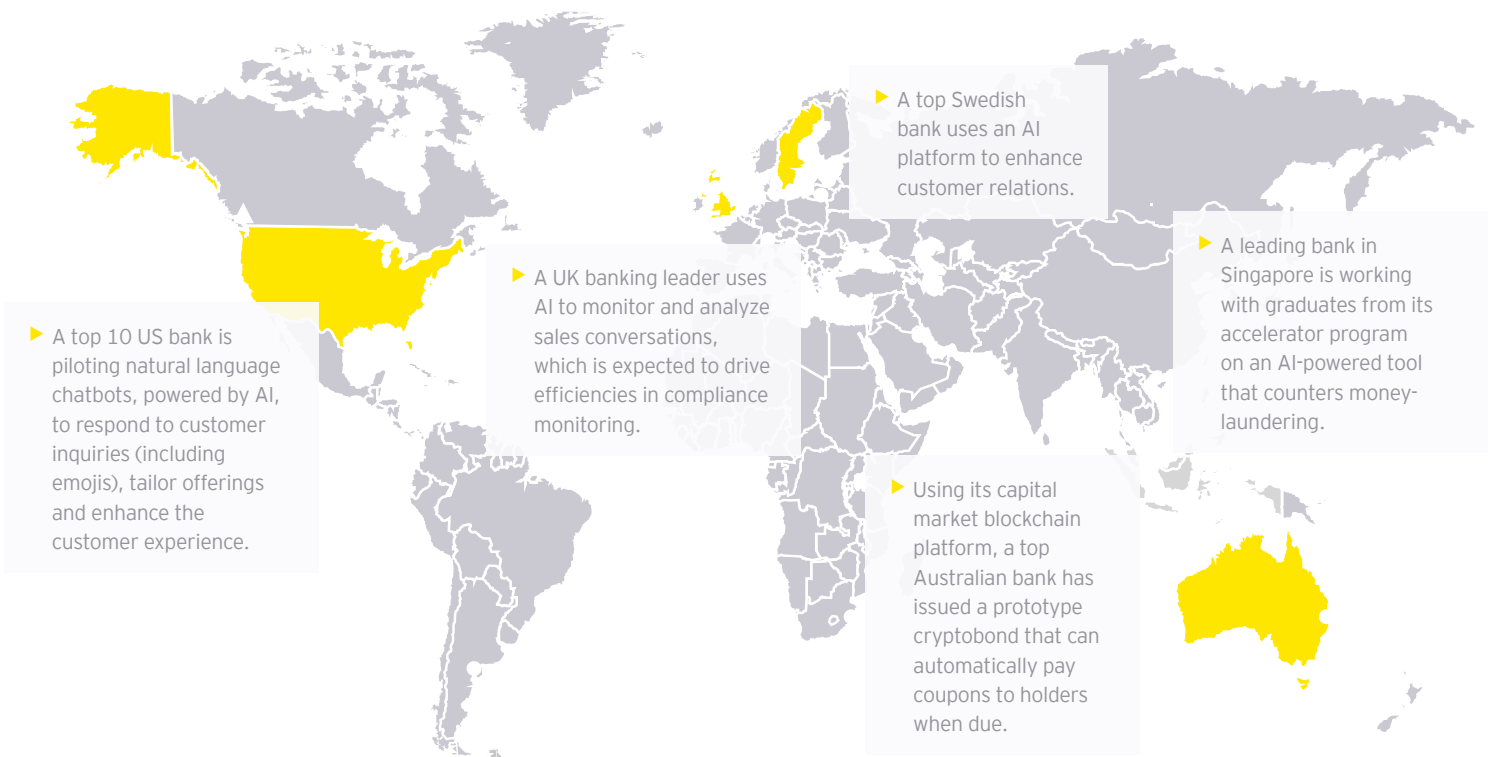 A top Swedish
bank uses an AI
platform to enhance
customer relations.
A UK banking leader uses
AI to monitor and analyze
sales conversations,
which is expected to drive
efficiencies in compliance
monitoring.
A leading bank in
Singapore is working
with graduates from its
accelerator program
on an AI-powered tool
that counters money-
laundering.
A top 10 US bank is
piloting natural language
chatbots, powered by AI,
to respond to customer
inquiries (including
emojis), tailor offerings
and enhance the
customer experience.
Using its capital
market blockchain
platform, a top
Australian bank has
issued a prototype
cryptobond that can
automatically pay
coupons to holders
when due.